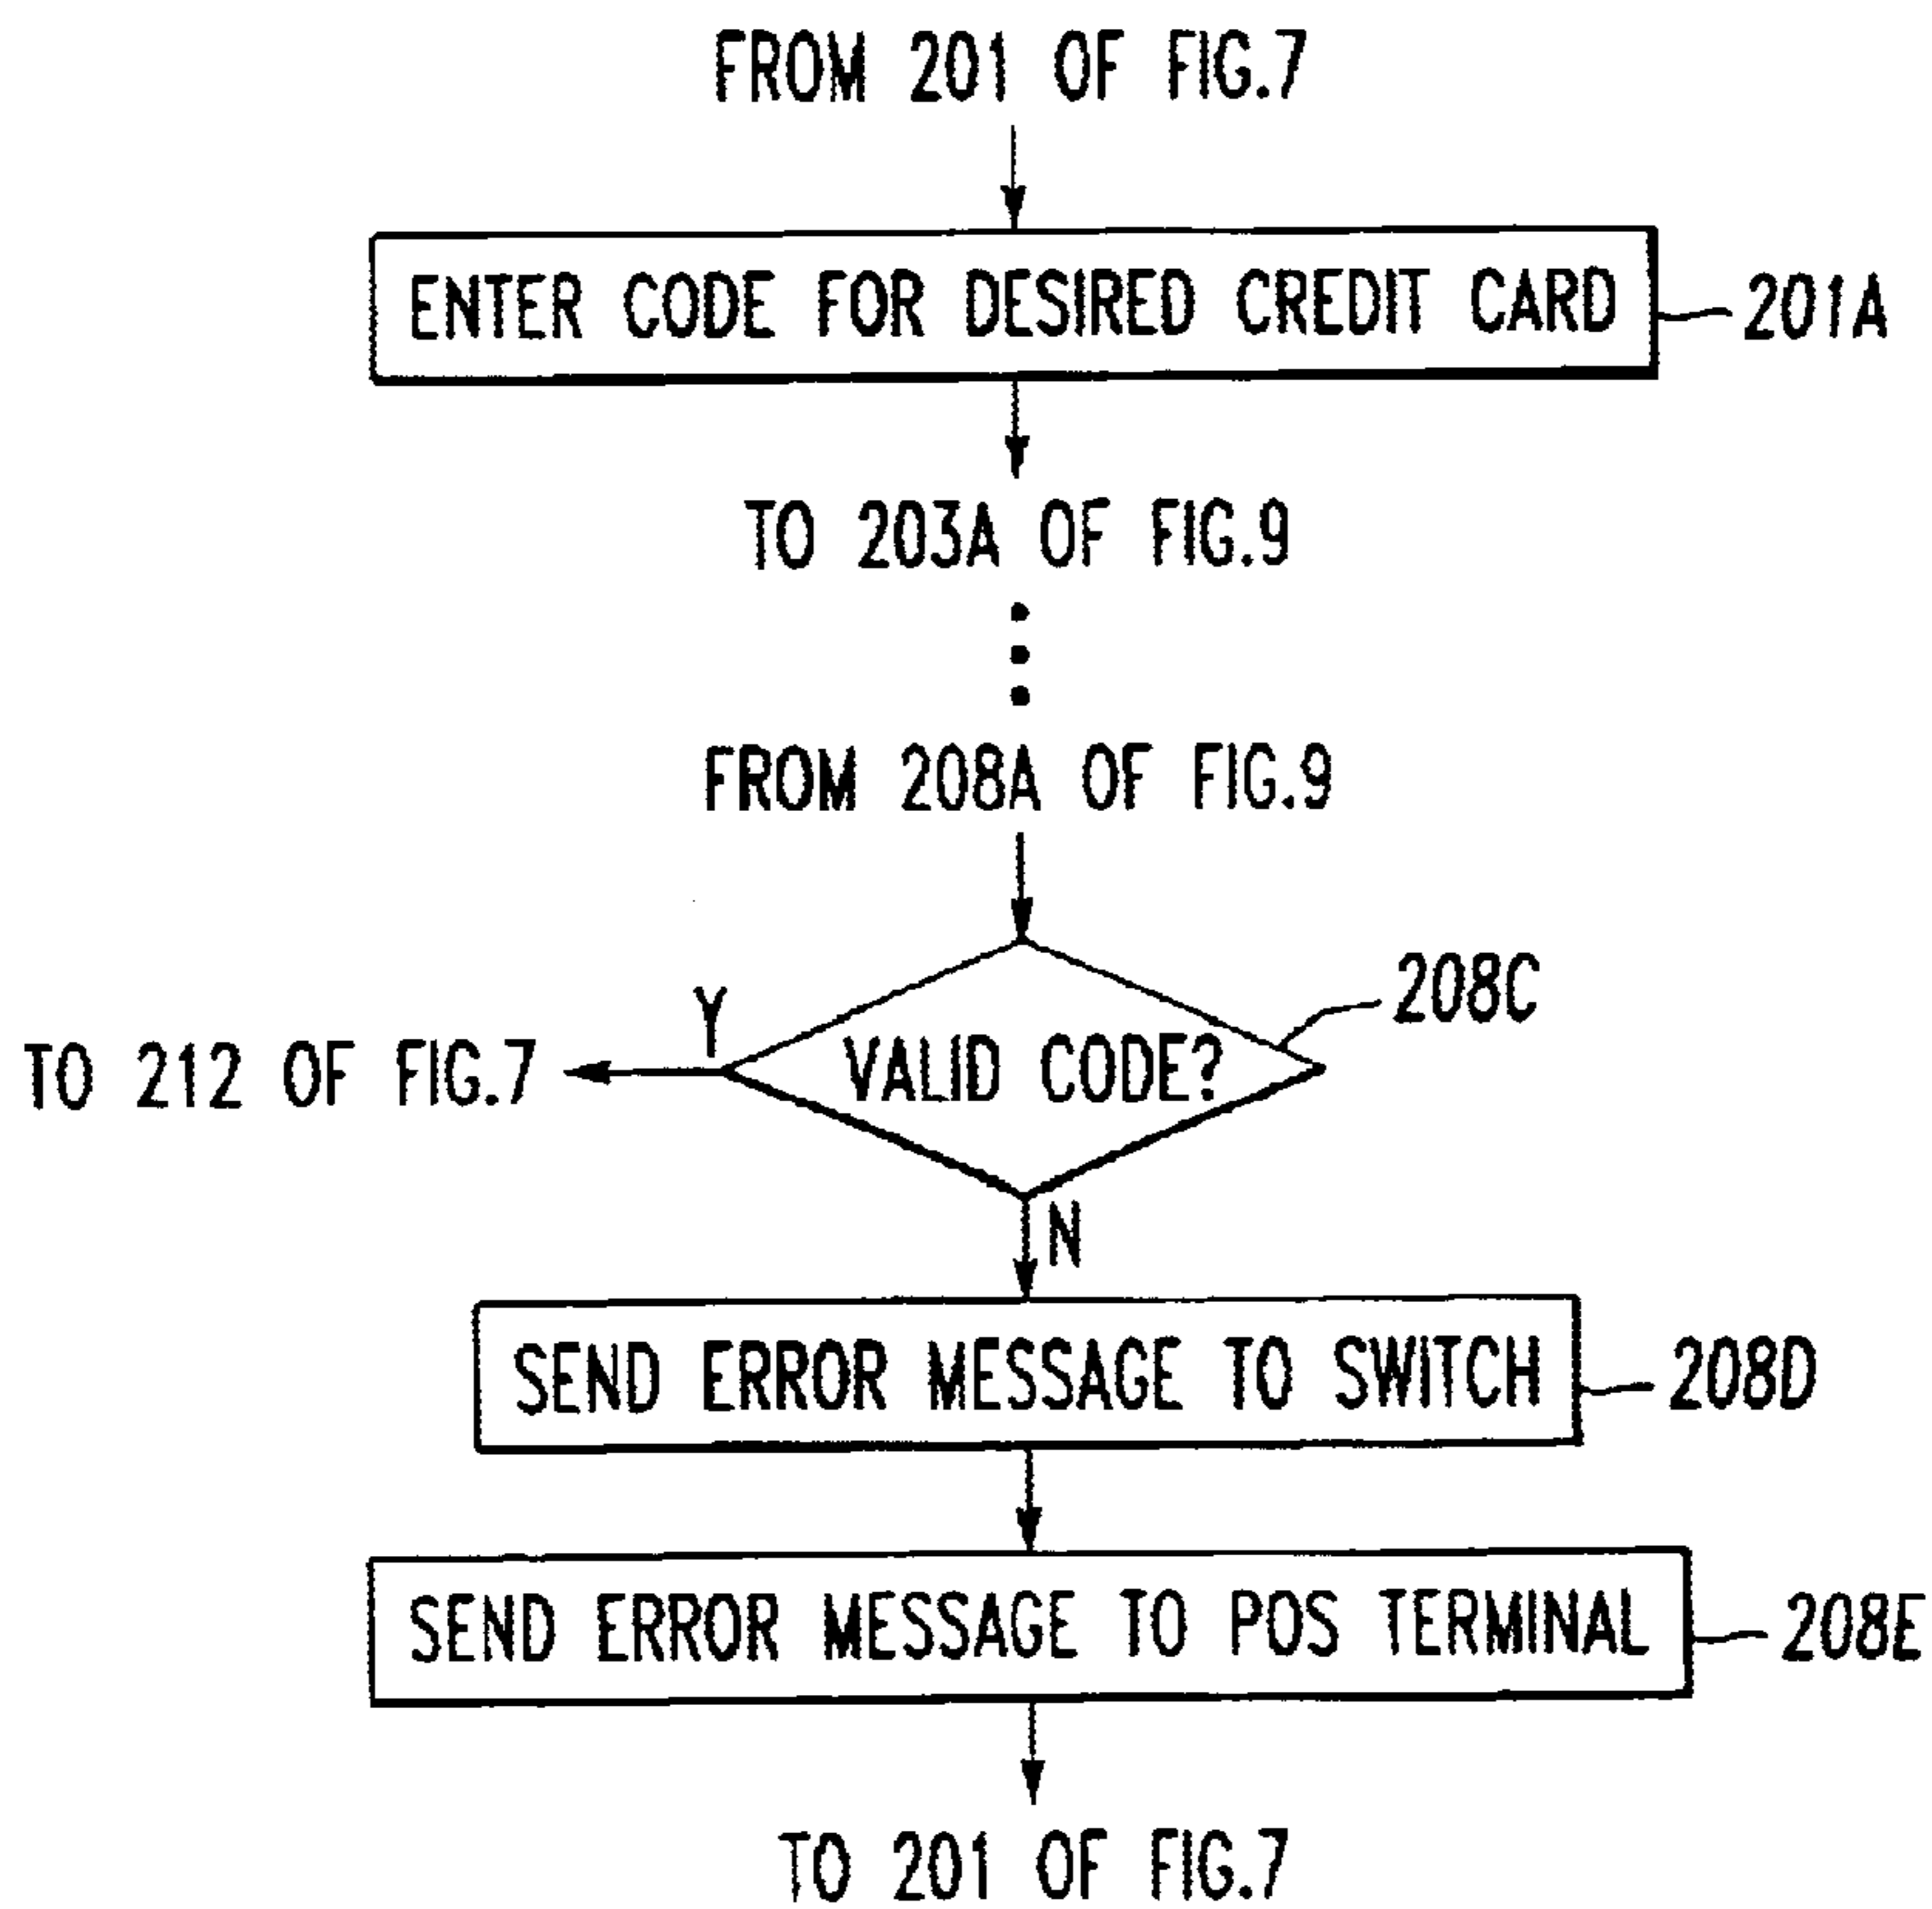 FROM 201 OF FIG.7
ENTER CODE FOR DESIRED CREDIT CARD
201A
TO 203A OF FIG.9
FROM 208A OF FIG.9
208C
Y
VALID CODE?
TO 212 OF FIG.7
N
SEND ERROR MESSAGE TO SWITCH
208D
SEND ERROR MESSAGE TO POS TERMINAL
208E
TO 201 OF FIG.7